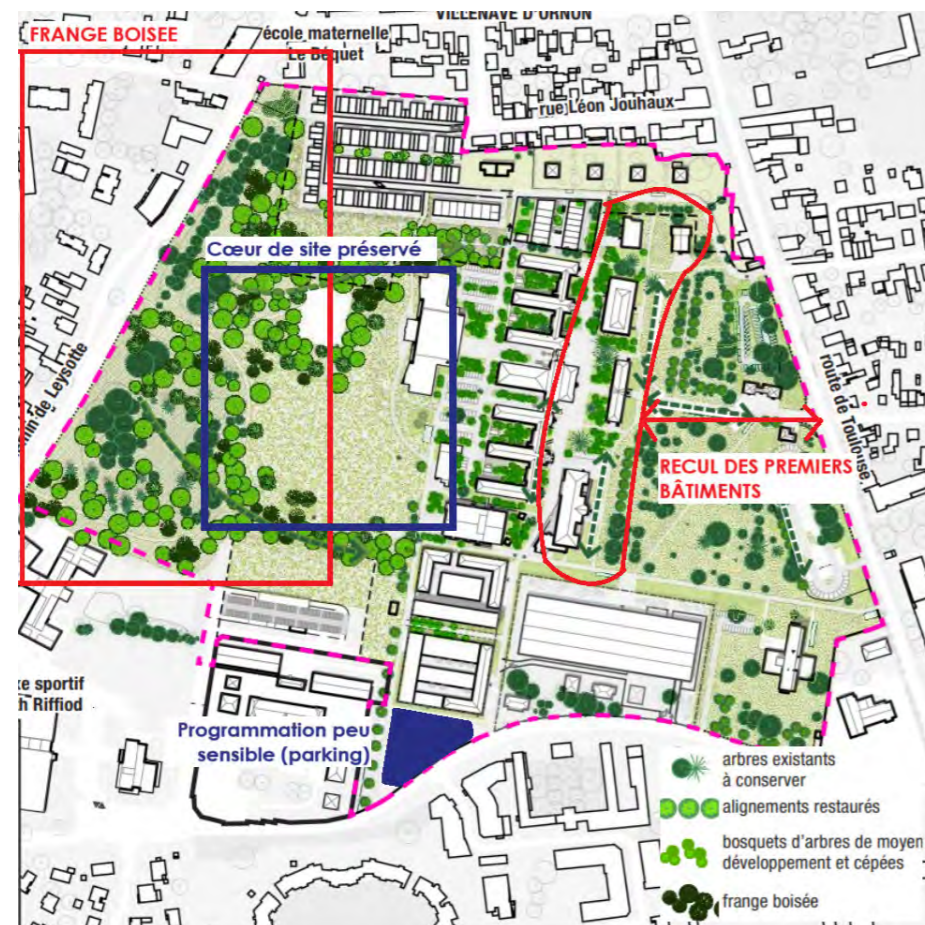 VILLENAVE D'ORNON
FRANGE BOISEE
école maternelle
Le Béquet
rue Léon Jouhaux
Cœur de site préservé
min de Leysotte
route de Toulouse
RECUL DES PREMIERS
BÂTIMENTS
xe sportif
h Riffiod
Programmation peu
sensible (parking)
arbres existants
à conserver
alignements restaurés
bosquets d'arbres de moyen
développement et cépées
frange boisée